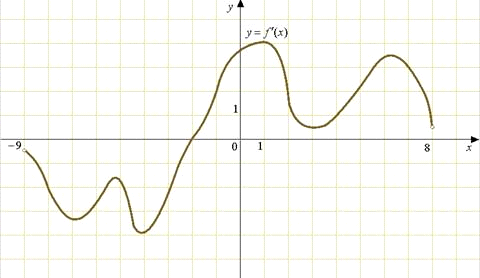 y
y = f'(x)
1
−9 0 1 8 x